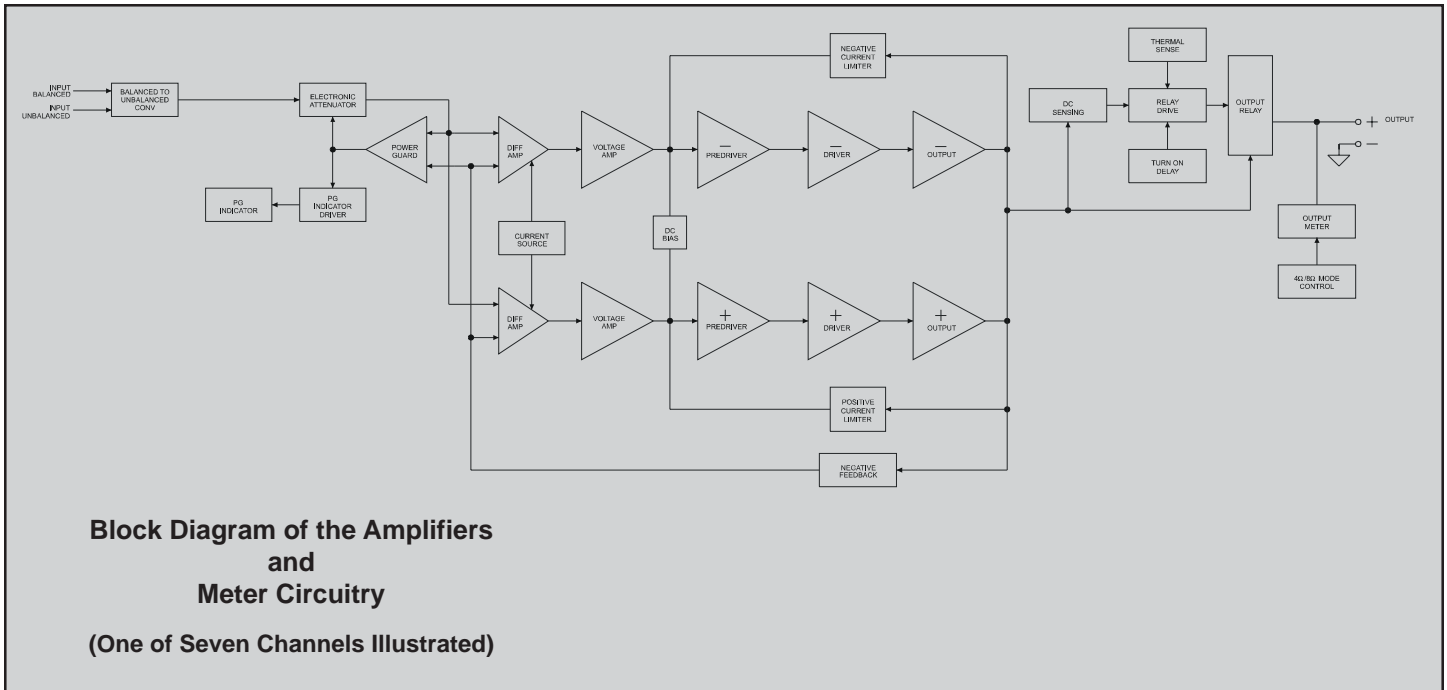 INPUT
BALANCED
INPUT
UNBALANCED
BALANCED TO
UNBALANCED
CONV
ELECTRONIC
ATTENUATOR
POWER
GUARD
PG
INDICATOR
PG
INDICATOR
DRIVER
DIFF
AMP
VOLTAGE
AMP
CURRENT
SOURCE
DIFF
AMP
VOLTAGE
AMP
DC
BIAS
NEGATIVE
CURRENT
LIMITER
−
PREDRIVER
−
DRIVER
−
OUTPUT
+
PREDRIVER
+
DRIVER
+
OUTPUT
POSITIVE
CURRENT
LIMITER
NEGATIVE
FEEDBACK
THERMAL
SENSE
DC
SENSING
RELAY
DRIVE
TURN ON
DELAY
OUTPUT
RELAY
+ OUTPUT
−
OUTPUT
METER
4Ω/8Ω MODE
CONTROL
Block Diagram of the Amplifiers
and
Meter Circuitry
(One of Seven Channels Illustrated)